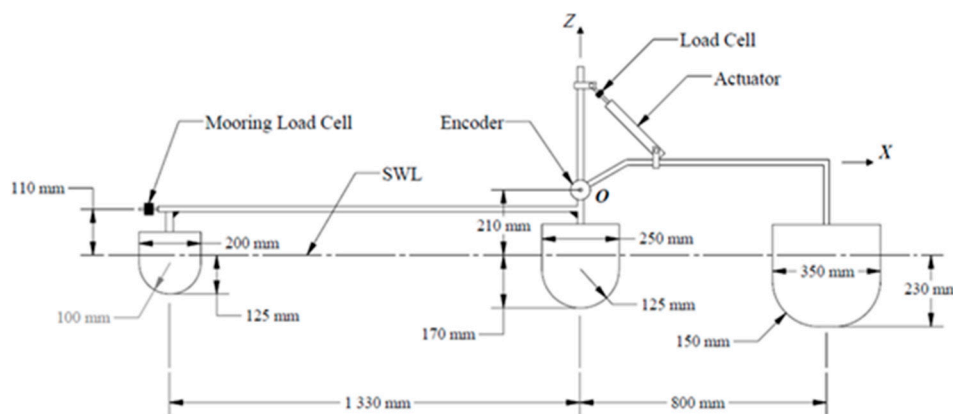 Z
Load Cell
Actuator
Mooring Load Cell
Encoder
X
110 mm
SWL
O
210 mm
200 mm
250 mm
350 mm
230 mm
100 mm
125 mm
125 mm
170 mm
150 mm
1 330 mm
800 mm